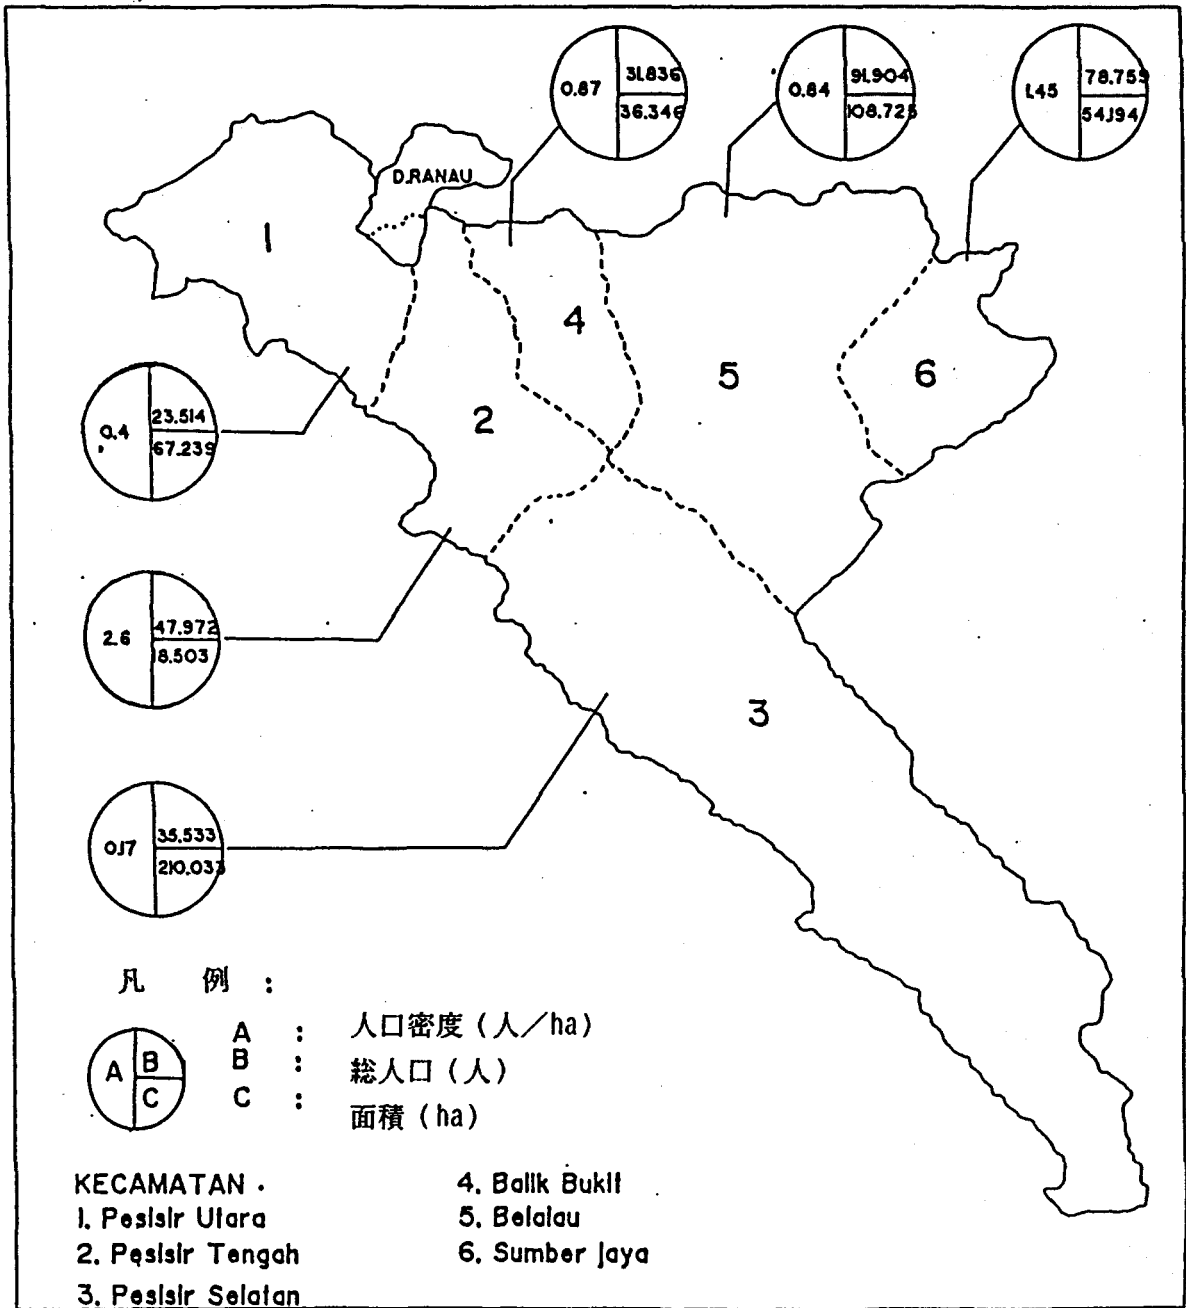 0.87
31.836
36.346
0.84
91.904
108.725
1.45
78.759
54.194
D.RANAU
1
4
5
6
2
3
0.4
23.514
67.239
2.6
47.972
18.503
0.17
35.533
210.033
凡 例 :
A B
C
A : 人口密度 (人/ha)
B : 総人口 (人)
C : 面積 (ha)
KECAMATAN .
1. Pesisir Utara
2. Pesisir Tengah
3. Pesisir Selatan
4. Balik Bukit
5. Belalau
6. Sumber Jaya